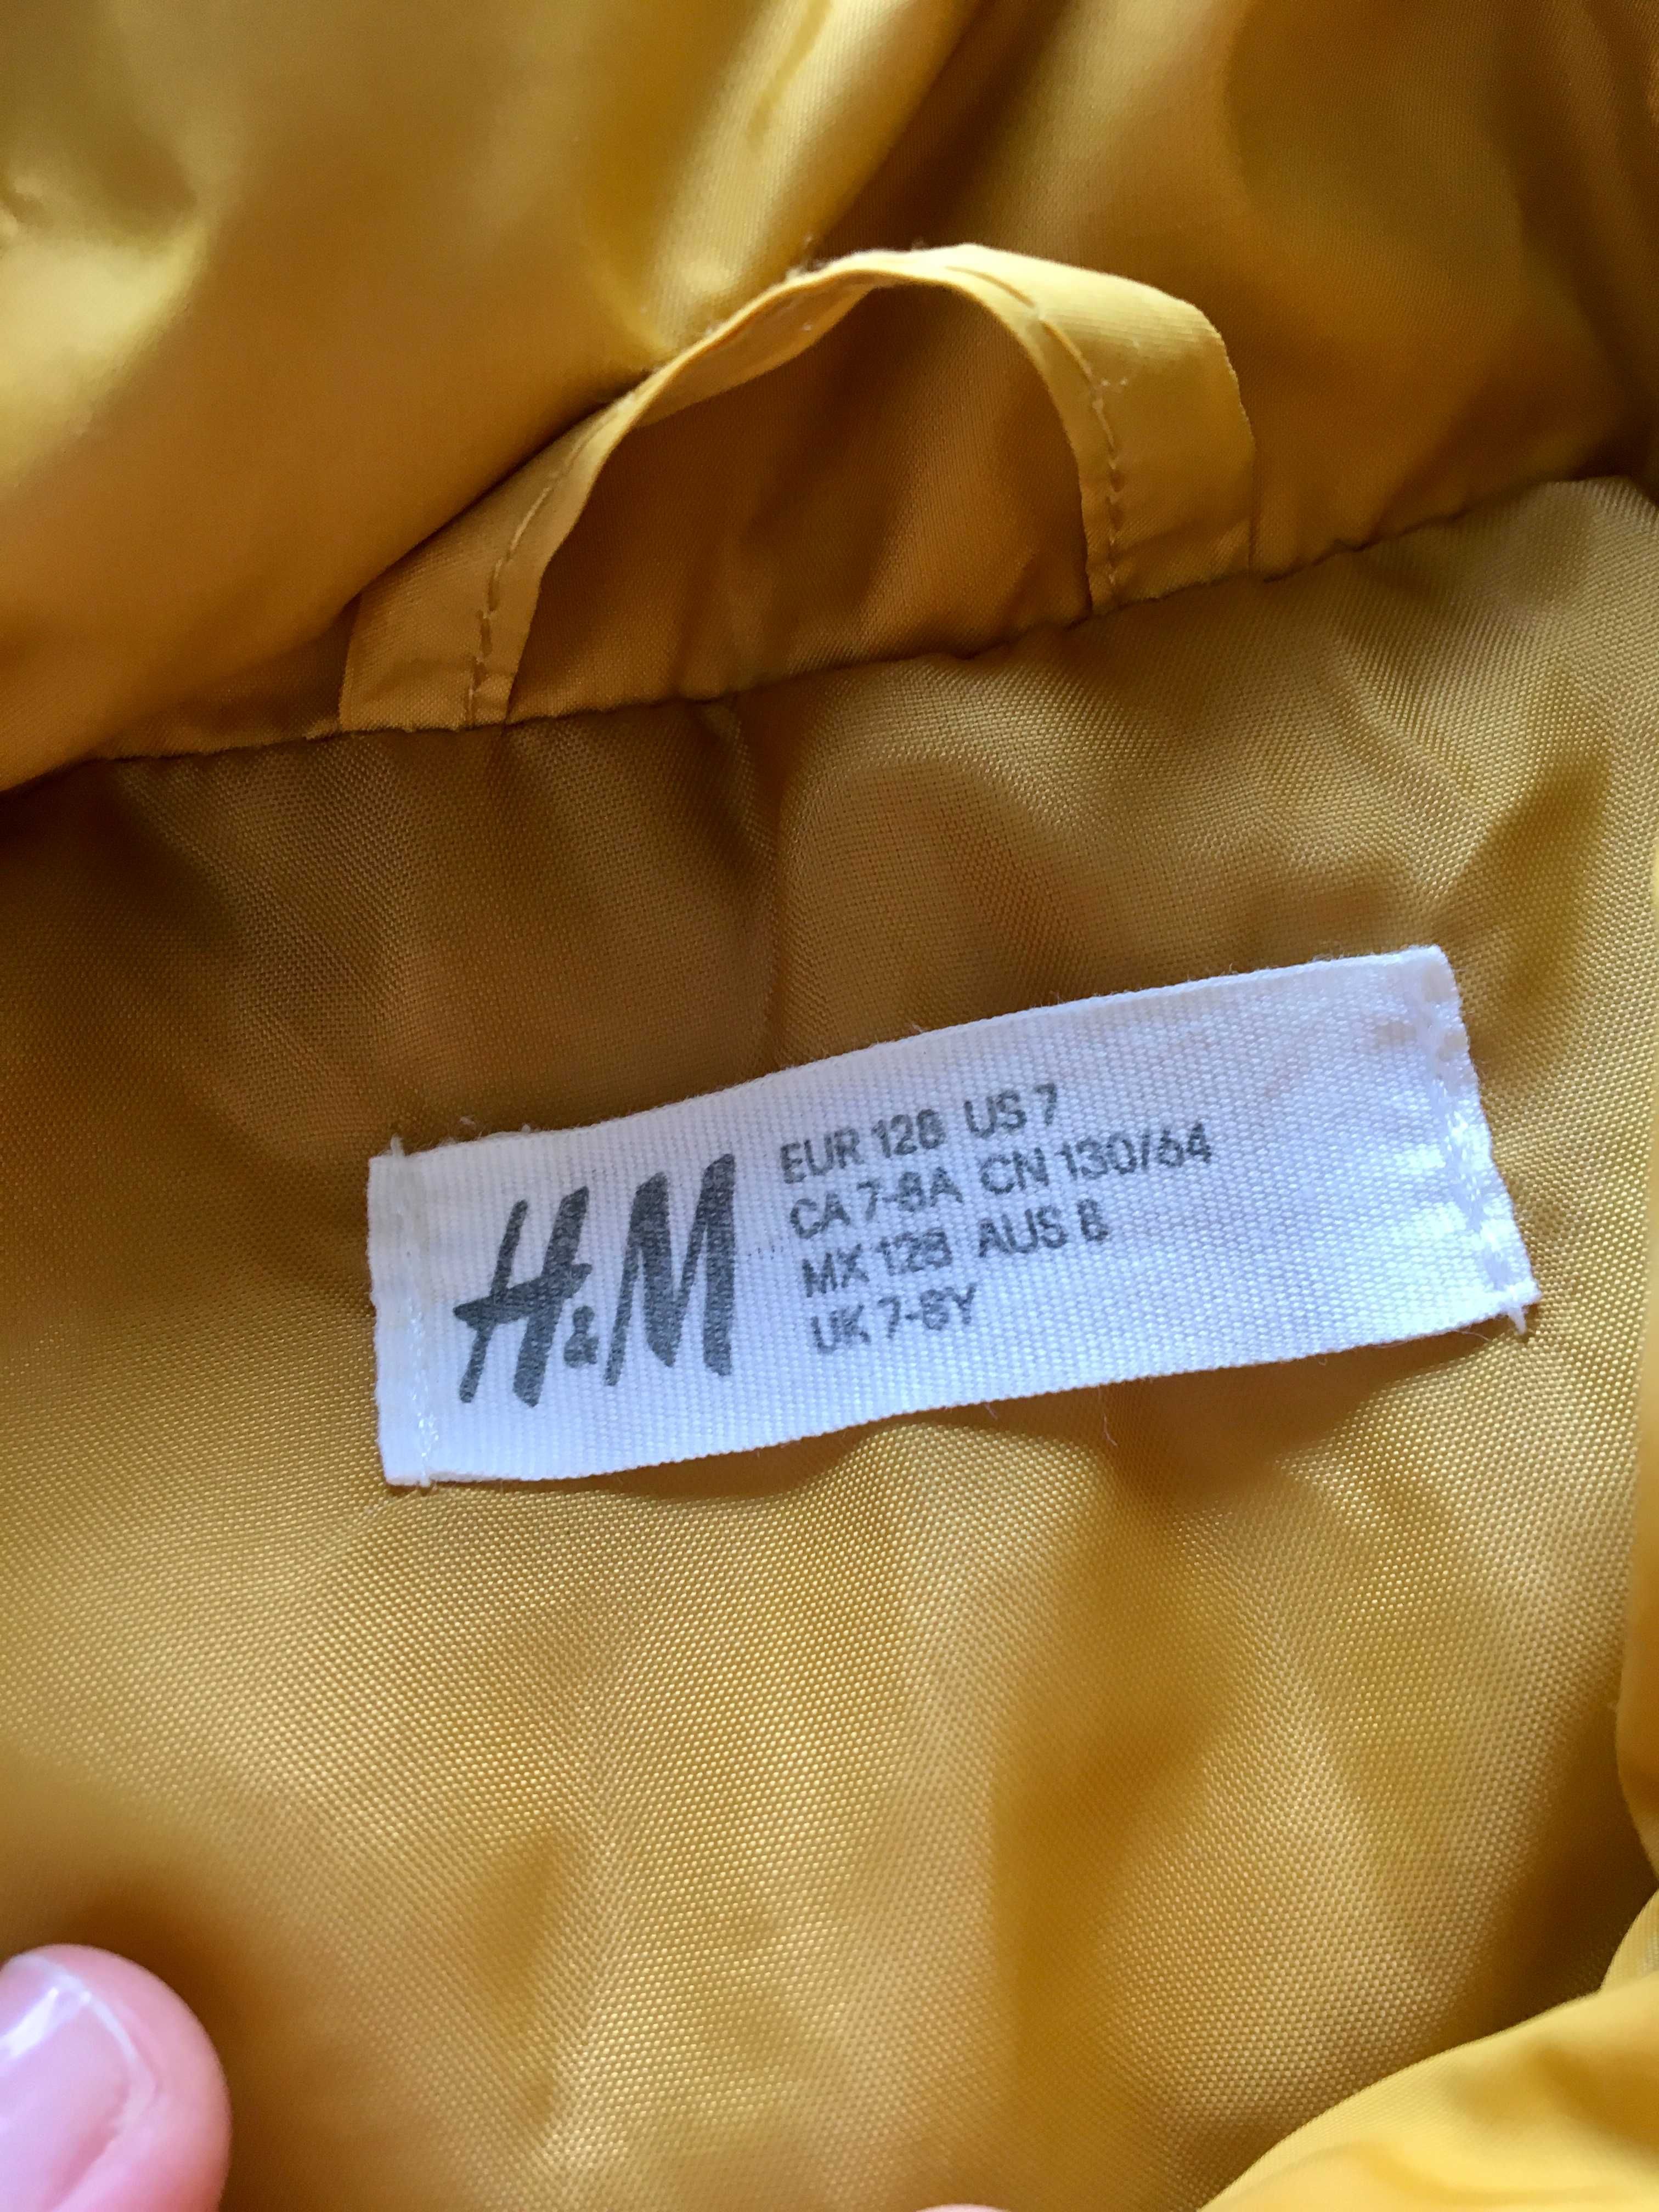 H&M
EUR 128 US 7
CA 7-8A CN 130/64
MX 128 AUS 8
UK 7-8Y